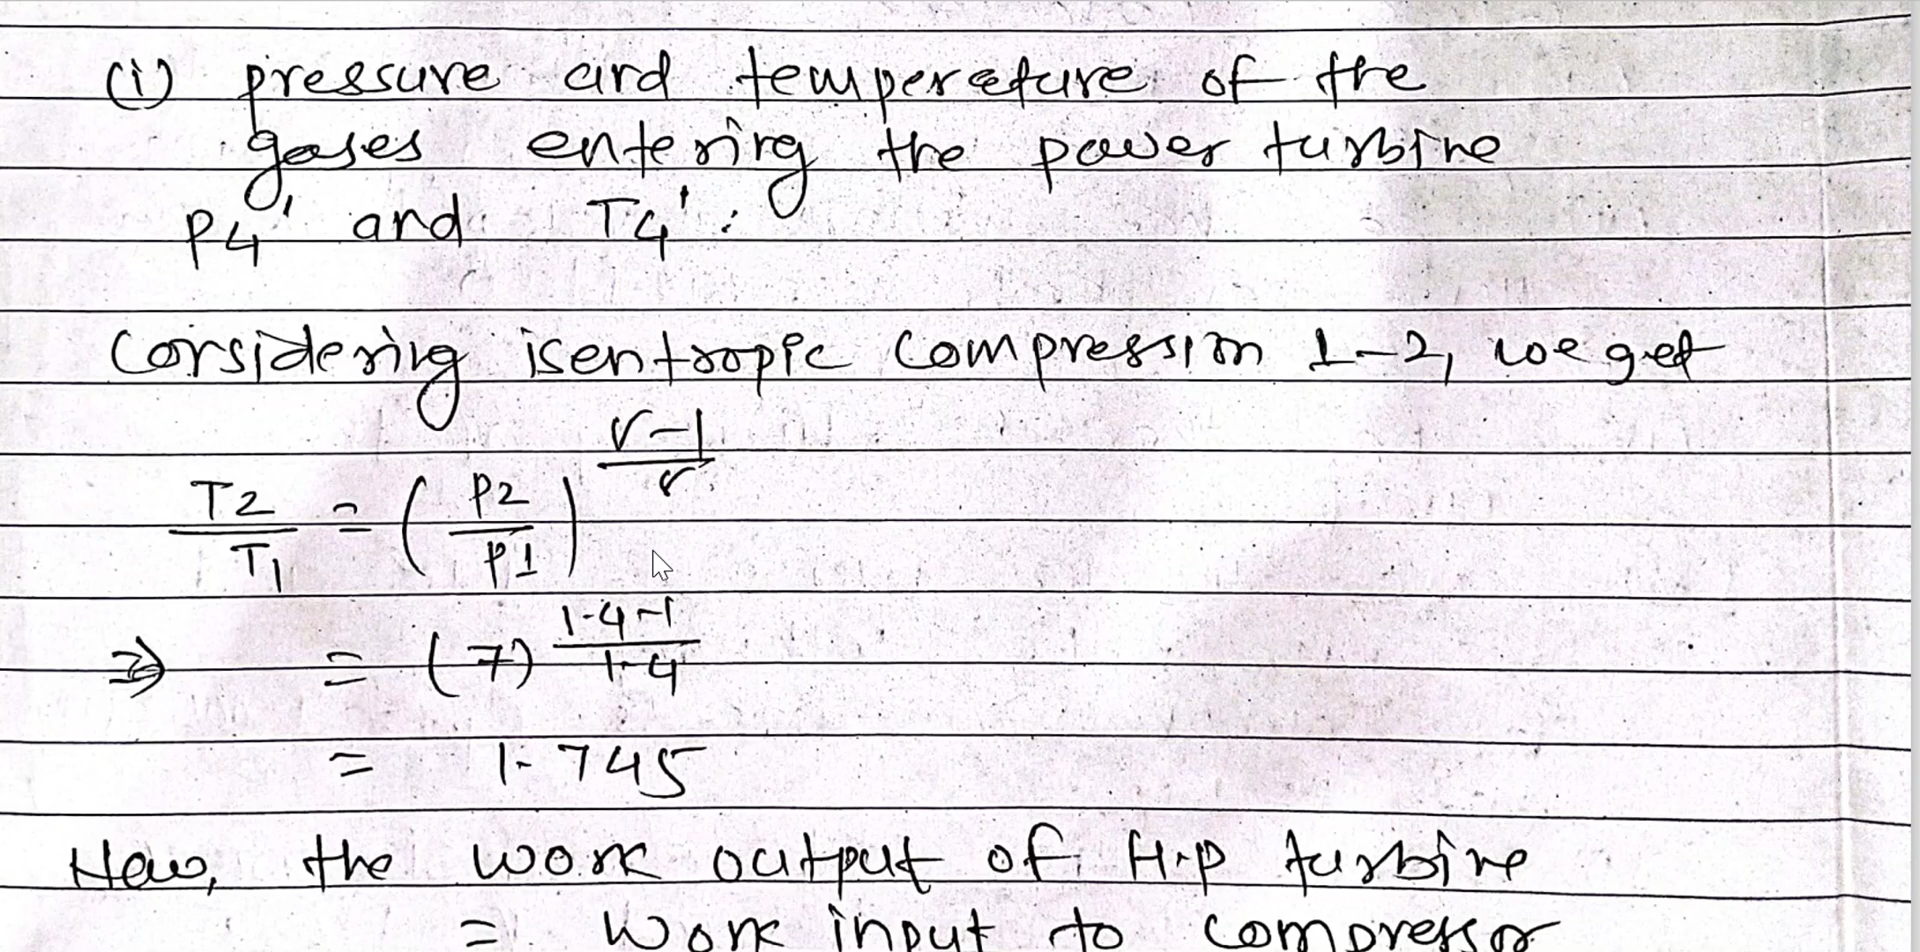 (i) pressure and temperature of the
gases entering the power turbine
P4' and T4' :
Considering isentropic compression 1-2, we get
T2/T1 = (P2/P1)^(γ-1)/γ
⇒ = (7)^(1.4-1)/1.4
= 1.745
Now, the work output of H.P turbine
= work input to compressor